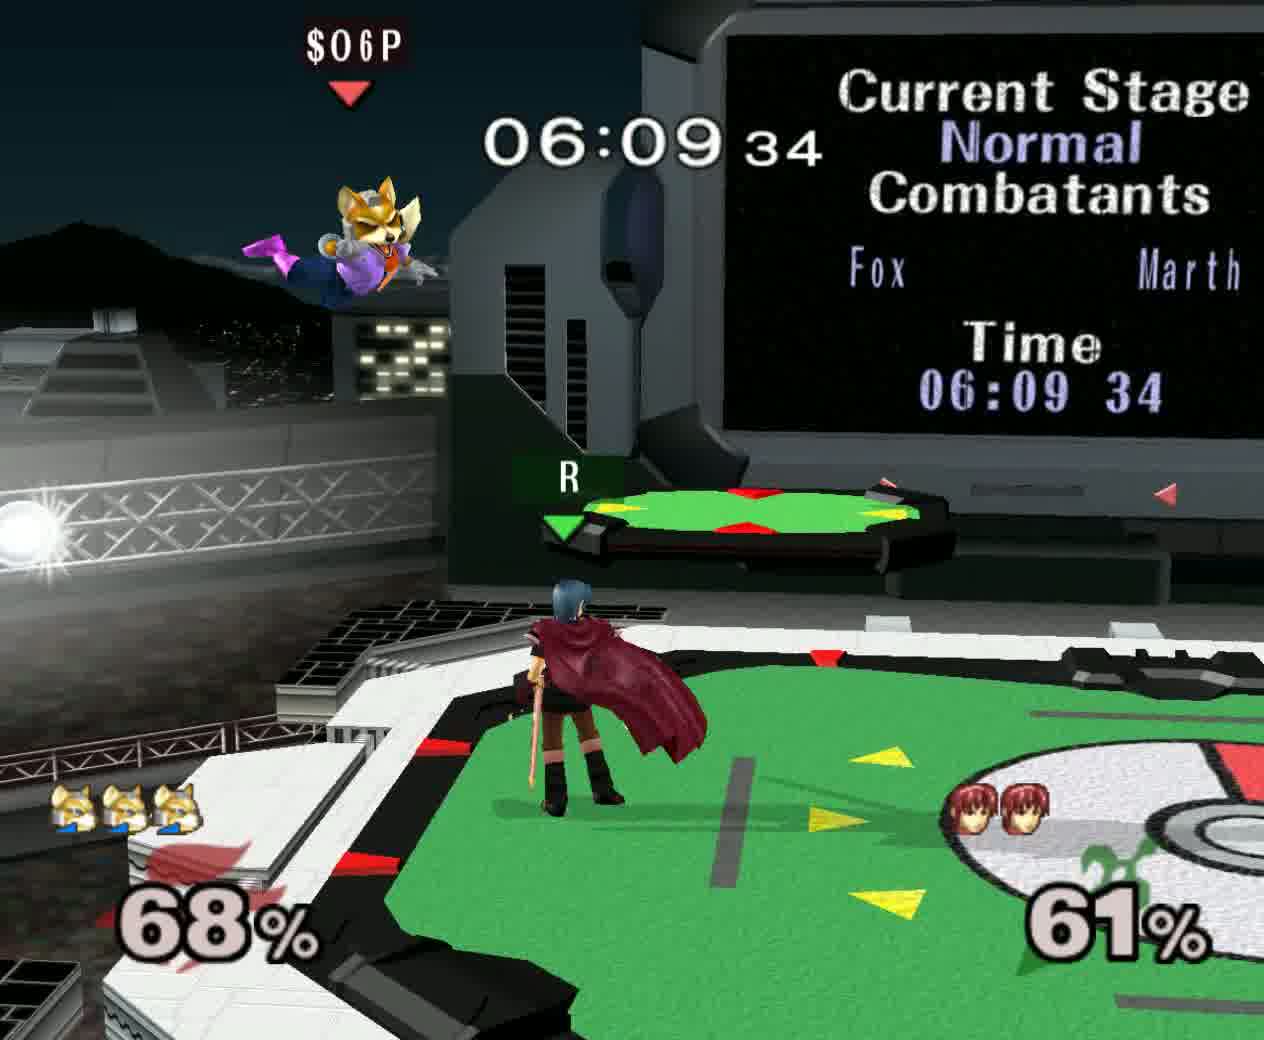 $06P
06:09 34
Current Stage
Normal
Combatants
Fox Marth
Time
06:09 34
R
68%
61%